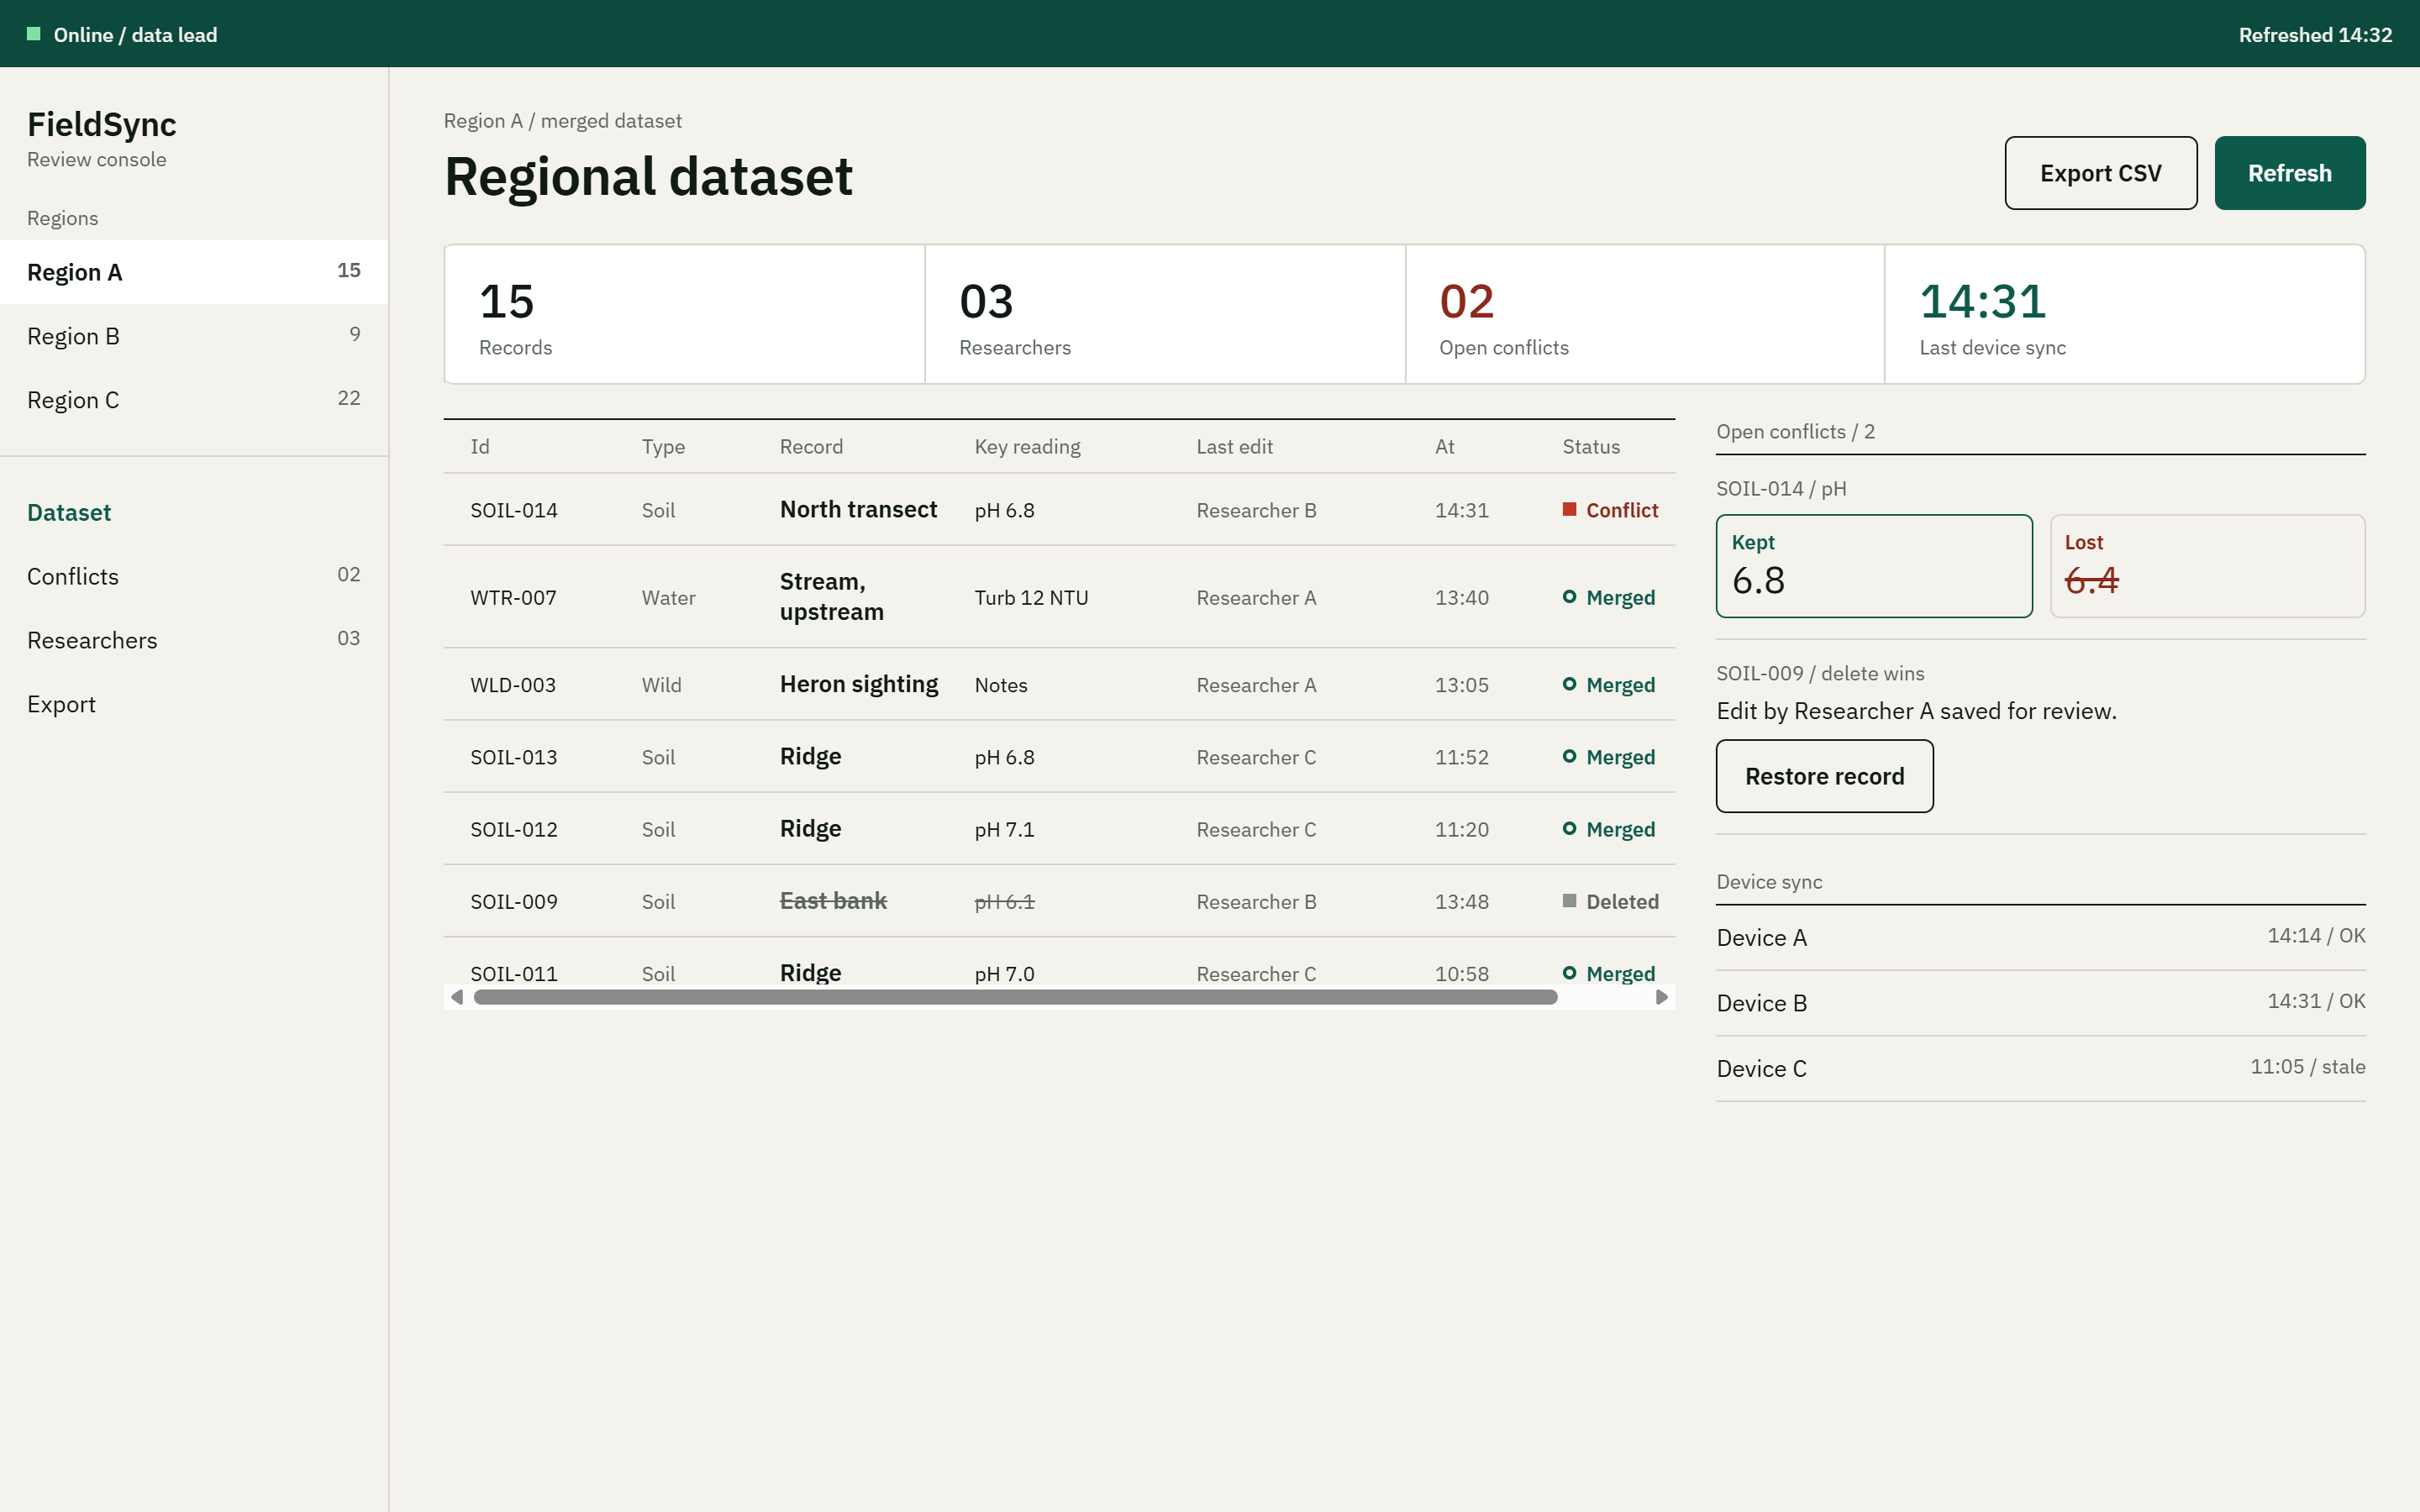 Online / data lead
Refreshed 14:32
FieldSync
Review console
Regions
Region A 15
Region B 9
Region C 22
Dataset
Conflicts 02
Researchers 03
Export
Region A / merged dataset
Regional dataset
Export CSV
Refresh
15
Records
03
Researchers
02
Open conflicts
14:31
Last device sync
Id Type Record Key reading Last edit At Status
SOIL-014 Soil North transect pH 6.8 Researcher B 14:31 Conflict
WTR-007 Water Stream, upstream Turb 12 NTU Researcher A 13:40 Merged
WLD-003 Wild Heron sighting Notes Researcher A 13:05 Merged
SOIL-013 Soil Ridge pH 6.8 Researcher C 11:52 Merged
SOIL-012 Soil Ridge pH 7.1 Researcher C 11:20 Merged
SOIL-009 Soil East bank pH 6.1 Researcher B 13:48 Deleted
SOIL-011 Soil Ridge pH 7.0 Researcher C 10:58 Merged
Open conflicts / 2
SOIL-014 / pH
Kept
6.8
Lost
6.4
SOIL-009 / delete wins
Edit by Researcher A saved for review.
Restore record
Device sync
Device A 14:14 / OK
Device B 14:31 / OK
Device C 11:05 / stale